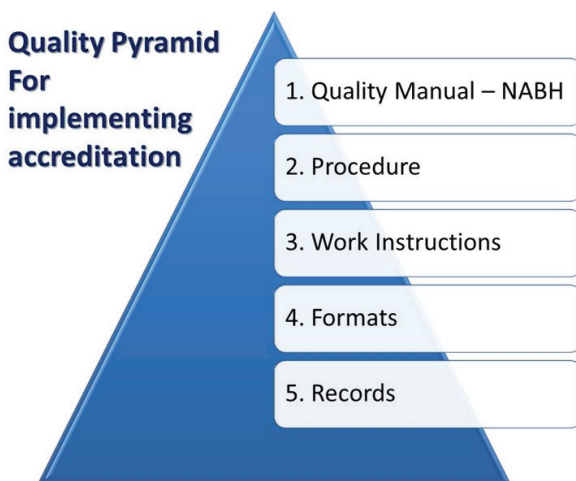 Quality Pyramid
For
implementing
accreditation
1. Quality Manual – NABH
2. Procedure
3. Work Instructions
4. Formats
5. Records